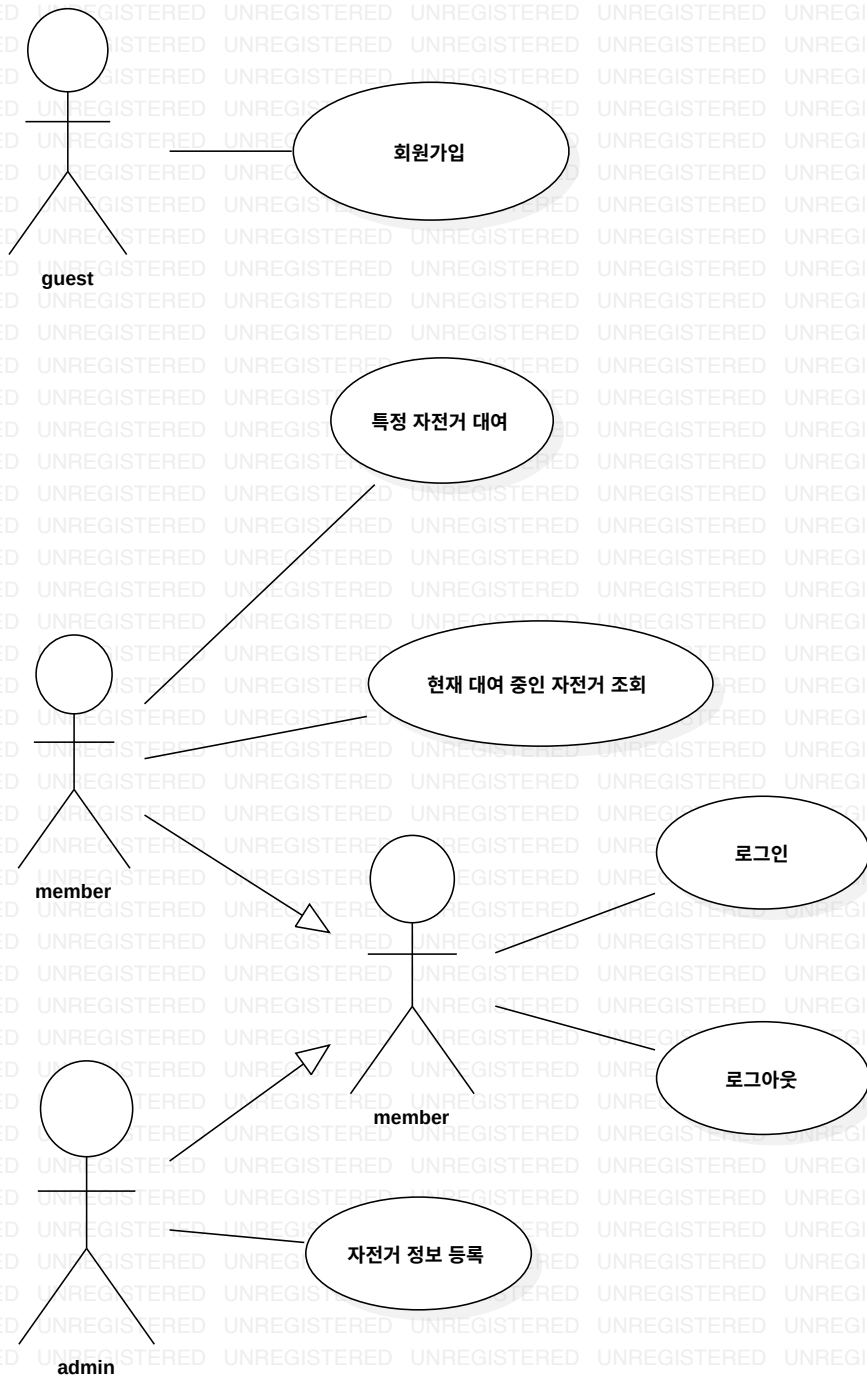 회원가입
guest
특정 자전거 대여
현재 대여 중인 자전거 조회
member
로그인
로그아웃
member
자전거 정보 등록
admin